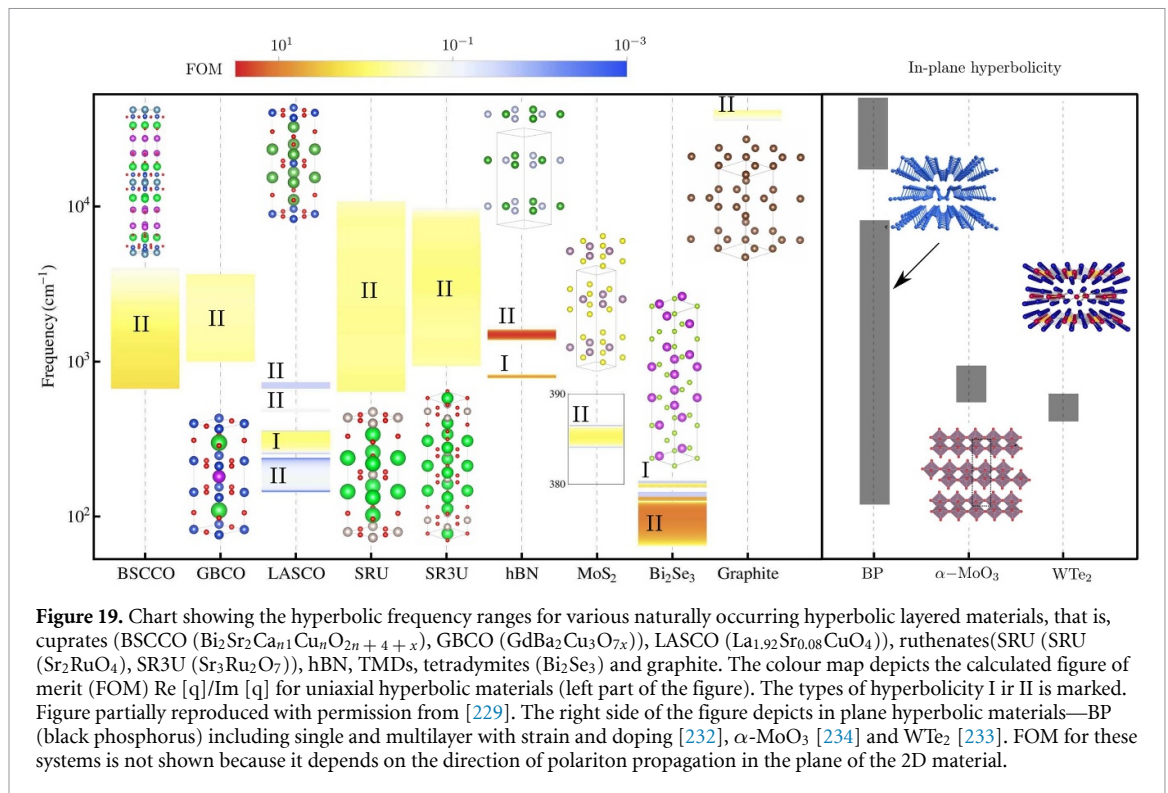 FOM
10¹
10⁻¹
10⁻³
In-plane hyperbolicity
Frequency (cm⁻¹)
10⁴
10³
10²
II
II
II
II
I
II
II
II
II
I
390
II
380
I
II
II
BSCCO GBCO LASCO SRU SR3U hBN MoS₂ Bi₂Se₃ Graphite BP α−MoO₃ WTe₂
Figure 19. Chart showing the hyperbolic frequency ranges for various naturally occurring hyperbolic layered materials, that is,
cuprates (BSCCO (Bi₂Sr₂Caₙ₁CuₙO₂ₙ₊₄₊ₓ), GBCO (GdBa₂Cu₃O₇ₓ)), LASCO (La₁.₉₂Sr₀.₀₈CuO₄)), ruthenates(SRU (SRU
(Sr₂RuO₄), SR3U (Sr₃Ru₂O₇)), hBN, TMDs, tetradymites (Bi₂Se₃) and graphite. The colour map depicts the calculated figure of
merit (FOM) Re [q]/Im [q] for uniaxial hyperbolic materials (left part of the figure). The types of hyperbolicity I ir II is marked.
Figure partially reproduced with permission from [229]. The right side of the figure depicts in plane hyperbolic materials—BP
(black phosphorus) including single and multilayer with strain and doping [232], α-MoO₃ [234] and WTe₂ [233]. FOM for these
systems is not shown because it depends on the direction of polariton propagation in the plane of the 2D material.